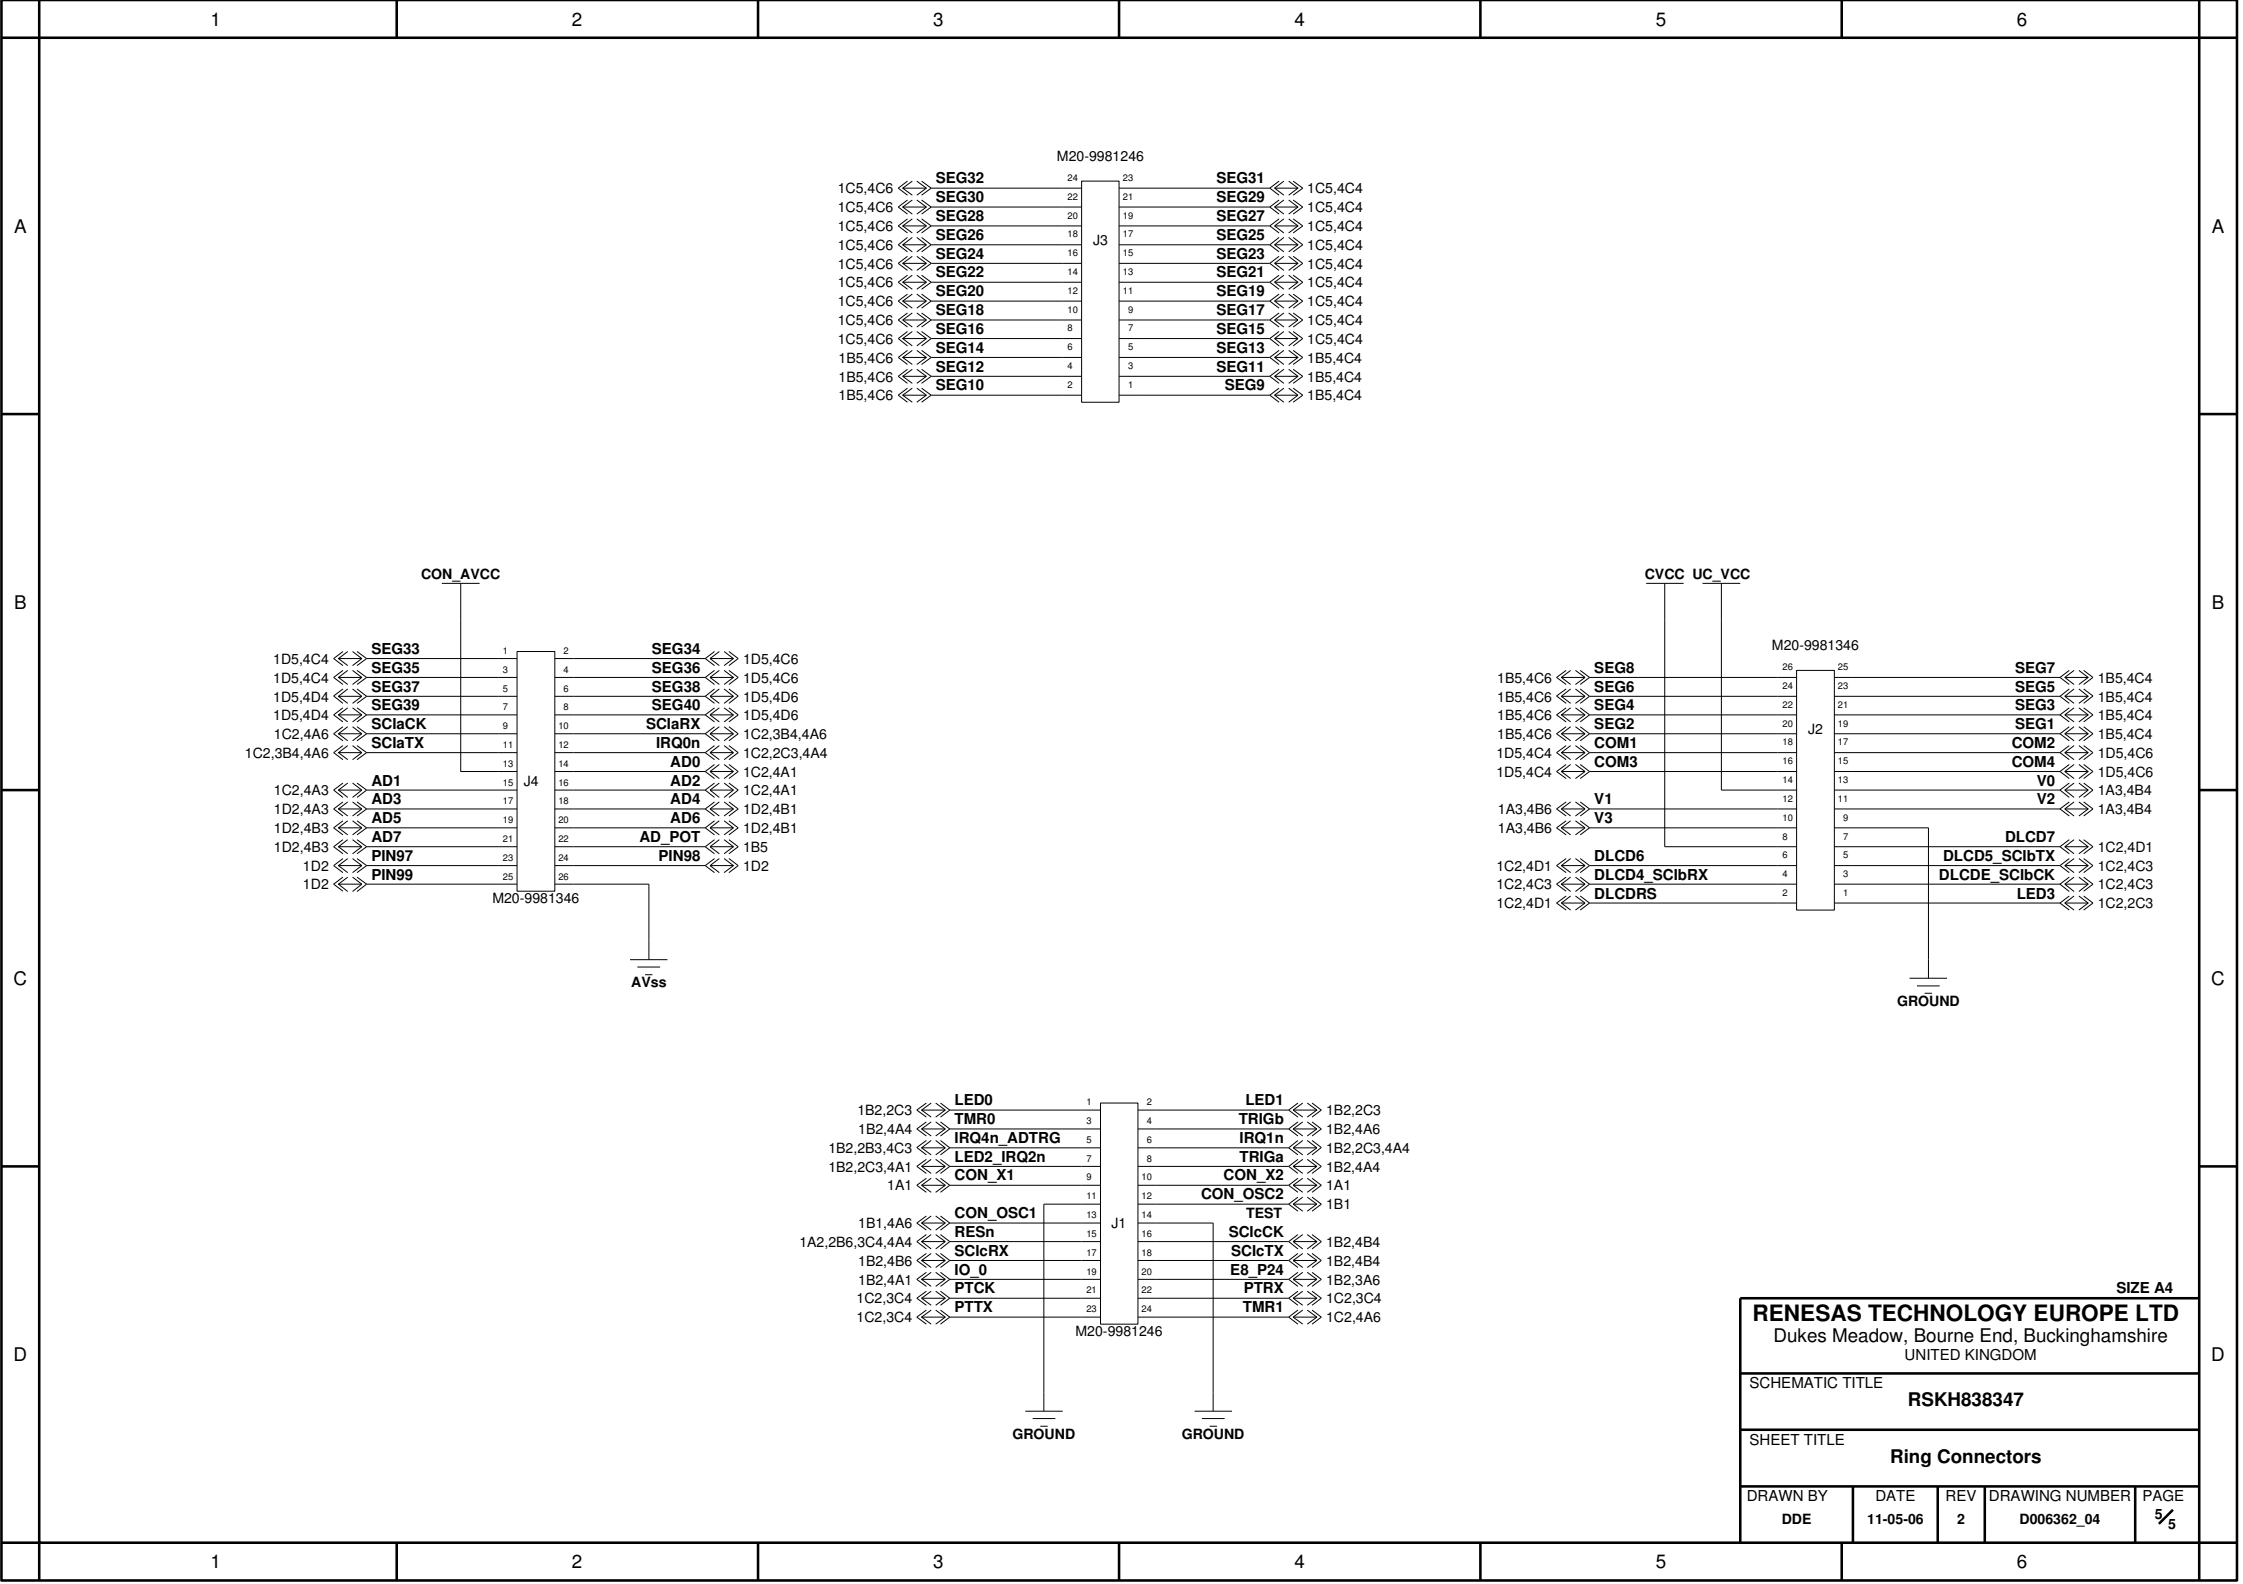 1 2 3 4 5 6
A A
M20-9981246
1C5,4C6 SEG32 24 23 SEG31 1C5,4C4
1C5,4C6 SEG30 22 21 SEG29 1C5,4C4
1C5,4C6 SEG28 20 19 SEG27 1C5,4C4
1C5,4C6 SEG26 18 17 SEG25 1C5,4C4
J3
1C5,4C6 SEG24 16 15 SEG23 1C5,4C4
1C5,4C6 SEG22 14 13 SEG21 1C5,4C4
1C5,4C6 SEG20 12 11 SEG19 1C5,4C4
1C5,4C6 SEG18 10 9 SEG17 1C5,4C4
1C5,4C6 SEG16 8 7 SEG15 1C5,4C4
1B5,4C6 SEG14 6 5 SEG13 1B5,4C4
1B5,4C6 SEG12 4 3 SEG11 1B5,4C4
1B5,4C6 SEG10 2 1 SEG9 1B5,4C4
B B
CON_AVCC
1D5,4C4 SEG33 1 2 SEG34 1D5,4C6
1D5,4C4 SEG35 3 4 SEG36 1D5,4C6
1D5,4D4 SEG37 5 6 SEG38 1D5,4D6
1D5,4D4 SEG39 7 8 SEG40 1D5,4D6
1C2,4A6 SCIaCK 9 10 SCIaRX 1C2,3B4,4A6
1C2,3B4,4A6 SCIaTX 11 12 IRQ0n 1C2,2C3,4A4
13 14 AD0 1C2,4A1
J4
1C2,4A3 AD1 15 16 AD2 1C2,4A1
1D2,4A3 AD3 17 18 AD4 1D2,4B1
1D2,4B3 AD5 19 20 AD6 1D2,4B1
1D2,4B3 AD7 21 22 AD_POT 1B5
1D2 PIN97 23 24 PIN98 1D2
1D2 PIN99 25 26
M20-9981346
AVss
CVCC UC_VCC
M20-9981346
1B5,4C6 SEG8 26 25 SEG7 1B5,4C4
1B5,4C6 SEG6 24 23 SEG5 1B5,4C4
1B5,4C6 SEG4 22 21 SEG3 1B5,4C4
1B5,4C6 SEG2 20 19 SEG1 1B5,4C4
J2
1D5,4C4 COM1 18 17 COM2 1D5,4C6
1D5,4C4 COM3 16 15 COM4 1D5,4C6
14 13 V0 1A3,4B4
1A3,4B6 V1 12 11 V2 1A3,4B4
1A3,4B6 V3 10 9
8 7 DLCD7 1C2,4D1
1C2,4D1 DLCD6 6 5 DLCD5_SCIbTX 1C2,4C3
1C2,4C3 DLCD4_SCIbRX 4 3 DLCDE_SCIbCK 1C2,4C3
1C2,4D1 DLCDRS 2 1 LED3 1C2,2C3
GROUND
C C
1B2,2C3 LED0 1 2 LED1 1B2,2C3
1B2,4A4 TMR0 3 4 TRIGb 1B2,4A6
1B2,2B3,4C3 IRQ4n_ADTRG 5 6 IRQ1n 1B2,2C3,4A4
1B2,2C3,4A1 LED2_IRQ2n 7 8 TRIGa 1B2,4A4
1A1 CON_X1 9 10 CON_X2 1A1
11 12 CON_OSC2 1B1
1B1,4A6 CON_OSC1 13 14 TEST
J1
1A2,2B6,3C4,4A4 RESn 15 16 SCIcCK 1B2,4B4
1B2,4B6 SCIcRX 17 18 SCIcTX 1B2,4B4
1B2,4A1 IO_0 19 20 E8_P24 1B2,3A6
1C2,3C4 PTCK 21 22 PTRX 1C2,3C4
1C2,3C4 PTTX 23 24 TMR1 1C2,4A6
M20-9981246
GROUND GROUND
D D
SIZE A4
RENESAS TECHNOLOGY EUROPE LTD
Dukes Meadow, Bourne End, Buckinghamshire
UNITED KINGDOM
SCHEMATIC TITLE
RSKH838347
SHEET TITLE
Ring Connectors
DRAWN BY DATE REV DRAWING NUMBER PAGE
DDE 11-05-06 2 D006362_04 5/5
1 2 3 4 5 6